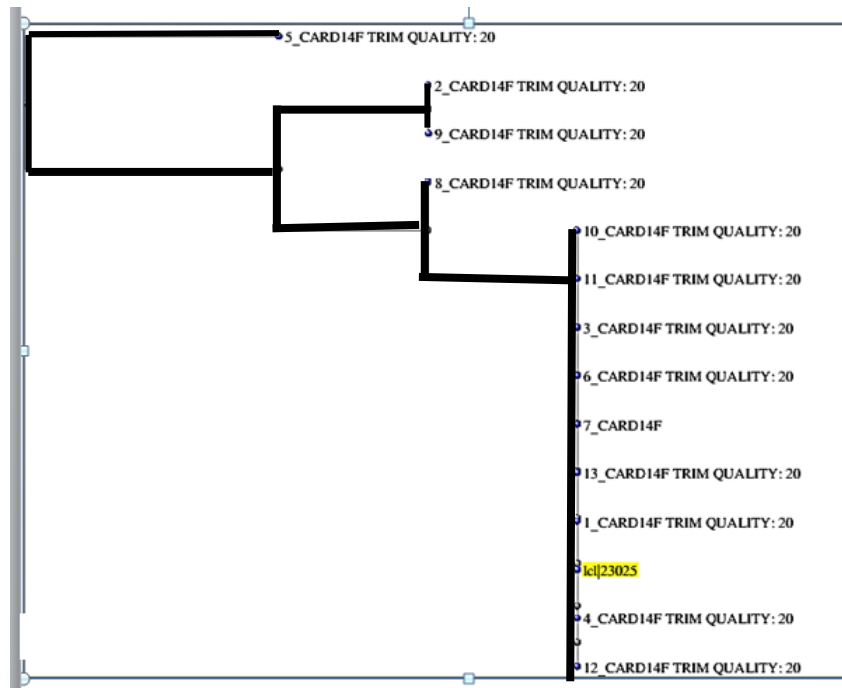 5_CARD14F TRIM QUALITY: 20
2_CARD14F TRIM QUALITY: 20
9_CARD14F TRIM QUALITY: 20
8_CARD14F TRIM QUALITY: 20
10_CARD14F TRIM QUALITY: 20
11_CARD14F TRIM QUALITY: 20
3_CARD14F TRIM QUALITY: 20
6_CARD14F TRIM QUALITY: 20
7_CARD14F
13_CARD14F TRIM QUALITY: 20
1_CARD14F TRIM QUALITY: 20
lcl|23025
4_CARD14F TRIM QUALITY: 20
12_CARD14F TRIM QUALITY: 20